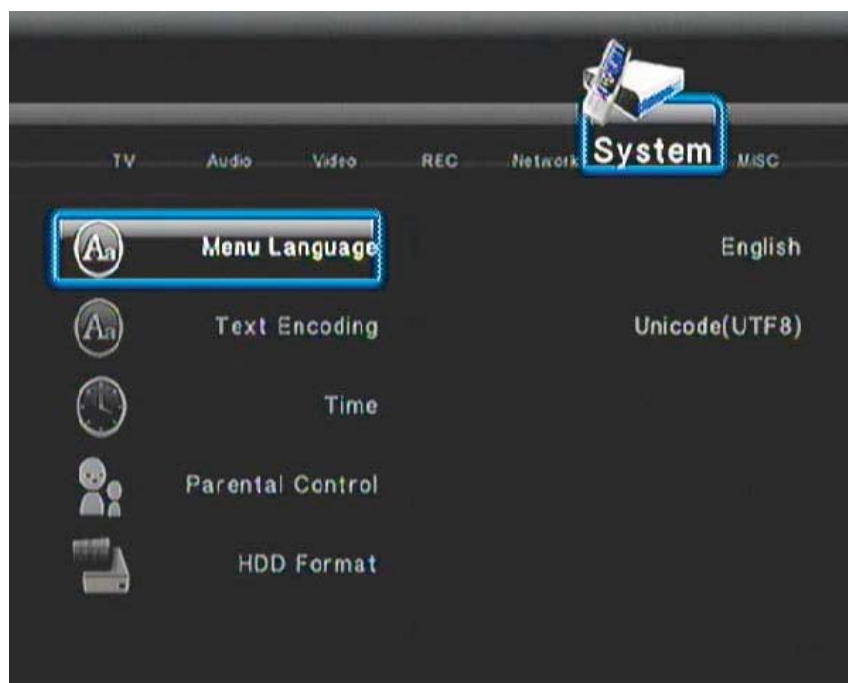 TV Audio Video REC Network System MISC
Menu Language English
Text Encoding Unicode(UTF8)
Time
Parental Control
HDD Format